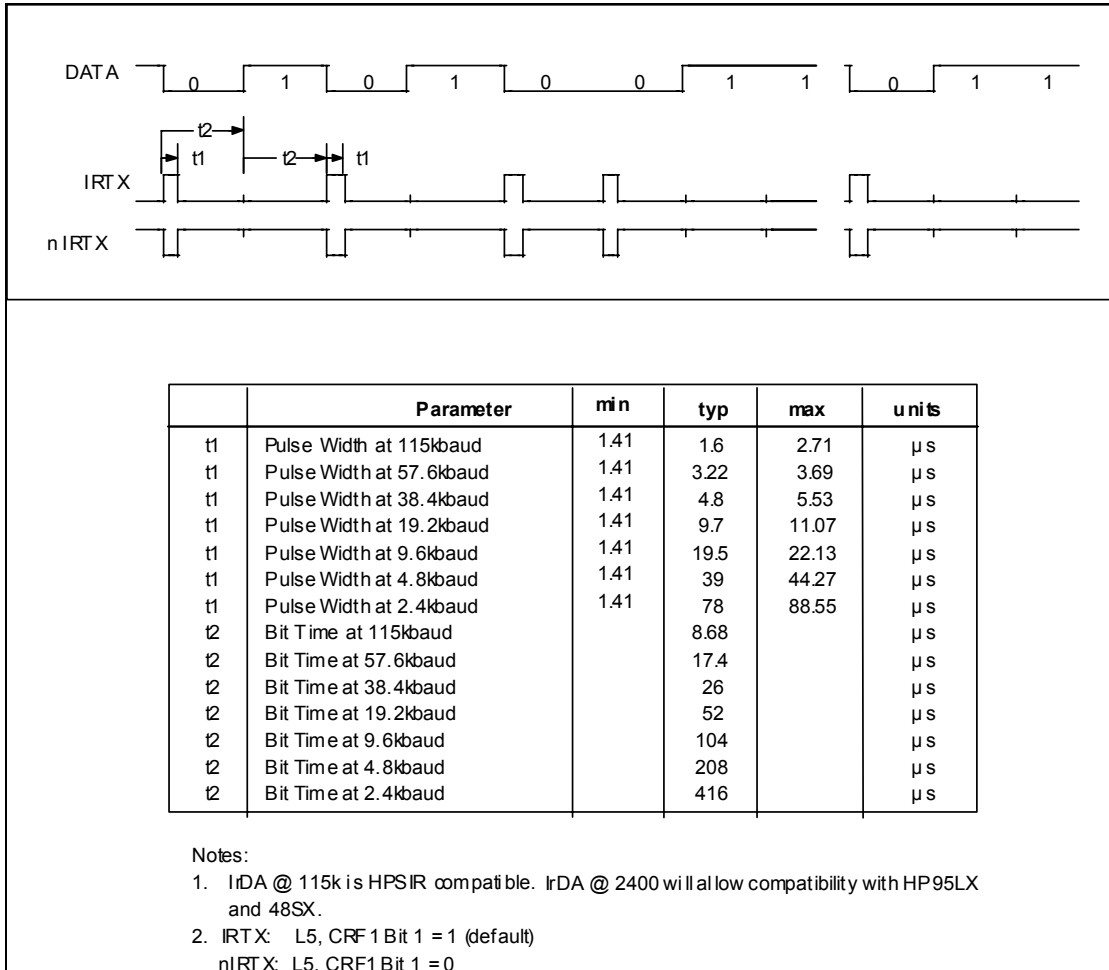 DATA 0 1 0 1 0 0 1 1 0 1 1
t2
t1 t2 t1
IRTX
nIRTX
Parameter min typ max units
t1 Pulse Width at 115kbaud 1.41 1.6 2.71 µs
t1 Pulse Width at 57.6kbaud 1.41 3.22 3.69 µs
t1 Pulse Width at 38.4kbaud 1.41 4.8 5.53 µs
t1 Pulse Width at 19.2kbaud 1.41 9.7 11.07 µs
t1 Pulse Width at 9.6kbaud 1.41 19.5 22.13 µs
t1 Pulse Width at 4.8kbaud 1.41 39 44.27 µs
t1 Pulse Width at 2.4kbaud 1.41 78 88.55 µs
t2 Bit Time at 115kbaud 8.68 µs
t2 Bit Time at 57.6kbaud 17.4 µs
t2 Bit Time at 38.4kbaud 26 µs
t2 Bit Time at 19.2kbaud 52 µs
t2 Bit Time at 9.6kbaud 104 µs
t2 Bit Time at 4.8kbaud 208 µs
t2 Bit Time at 2.4kbaud 416 µs
Notes:
1. IrDA @ 115k is HPSIR compatible. IrDA @ 2400 will allow compatibility with HP95LX
and 48SX.
2. IRTX: L5, CRF1 Bit 1 = 1 (default)
nIRTX: L5, CRF1 Bit 1 = 0